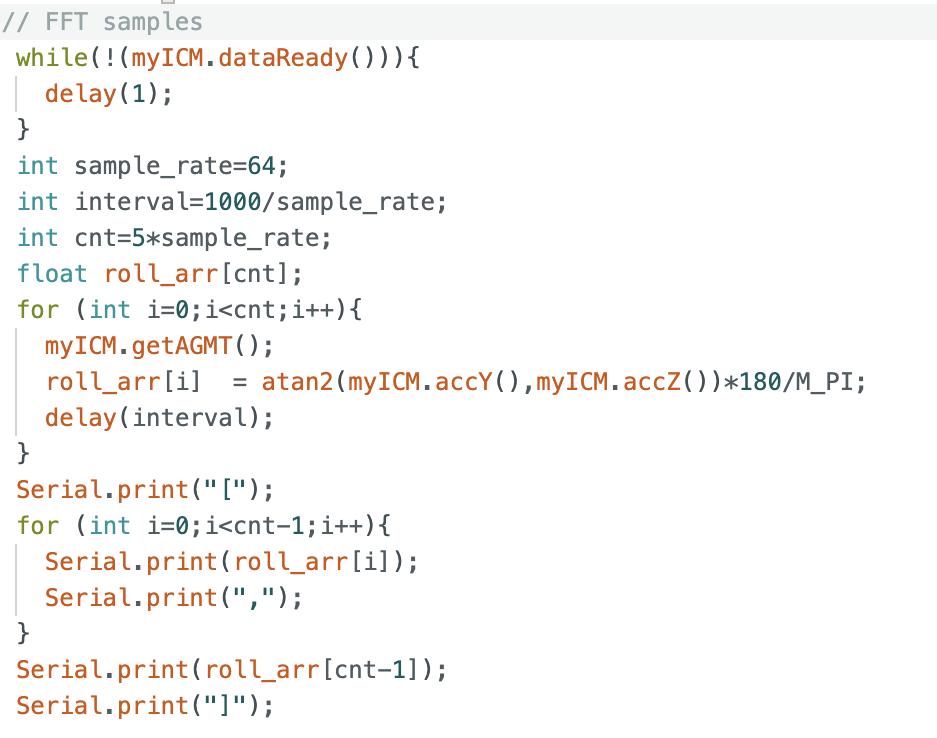 // FFT samples
while(!(myICM.dataReady())){
delay(1);
}
int sample_rate=64;
int interval=1000/sample_rate;
int cnt=5*sample_rate;
float roll_arr[cnt];
for (int i=0;i<cnt;i++){
myICM.getAGMT();
roll_arr[i]  = atan2(myICM.accY(),myICM.accZ())*180/M_PI;
delay(interval);
}
Serial.print("[");
for (int i=0;i<cnt-1;i++){
Serial.print(roll_arr[i]);
Serial.print(",");
}
Serial.print(roll_arr[cnt-1]);
Serial.print("]");